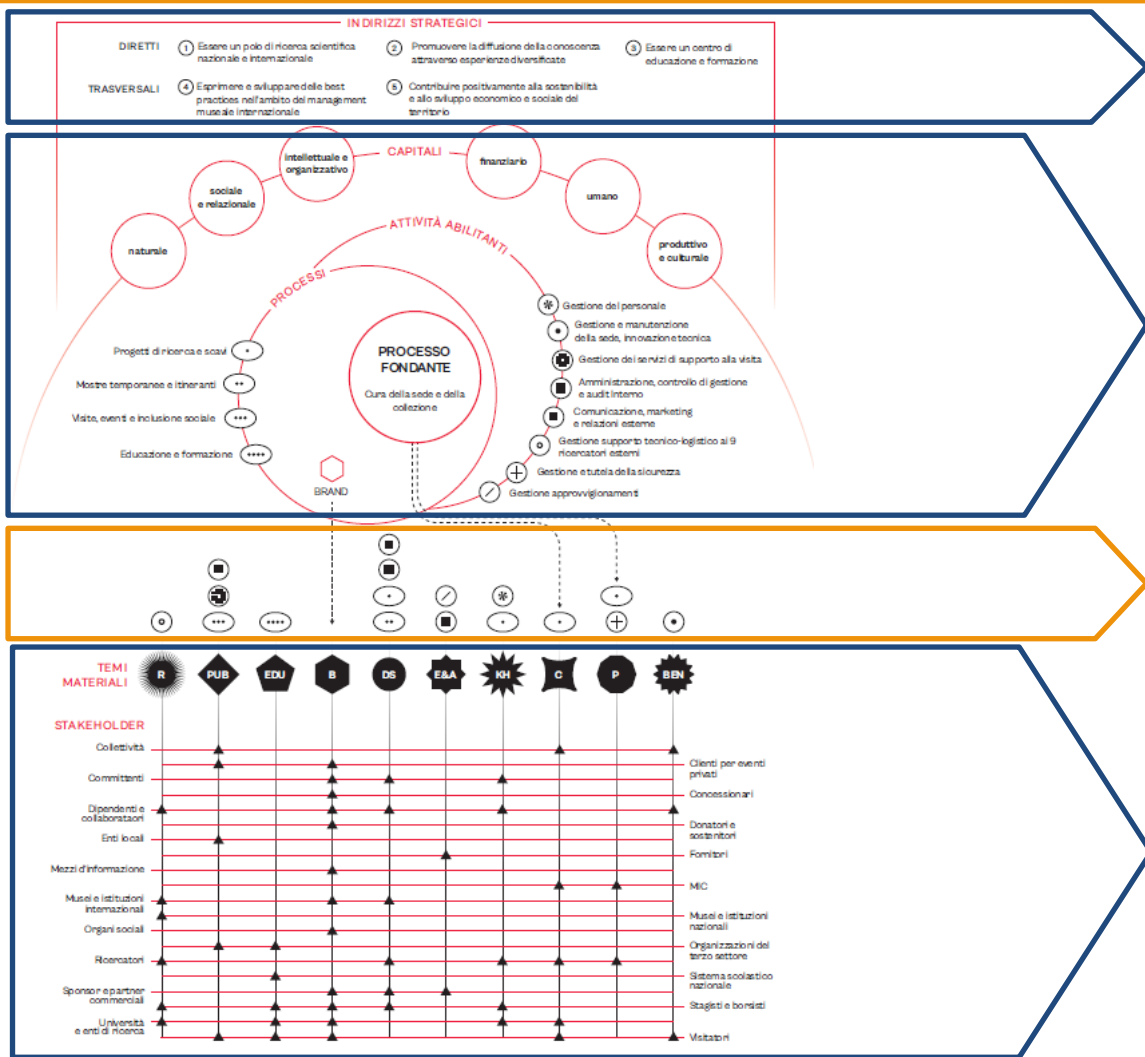 INDIRIZZI STRATEGICI
DIRETTI
1 Essere un polo di ricerca scientifica
nazionale e internazionale
2 Promuovere la diffusione della conoscenza
attraverso esperienze diversificate
3 Essere un centro di
educazione e formazione
TRASVERSALI
4 Esprimere e sviluppare delle best
practices nell'ambito del management
museale internazionale
5 Contribuire positivamente alla sostenibilità
e allo sviluppo economico e sociale del
territorio
CAPITALI
naturale
sociale
e relazionale
intellettuale e
organizzativo
finanziario
umano
produttivo
e culturale
ATTIVITÀ ABILITANTI
PROCESSI
PROCESSO
FONDANTE
Cura della sede e della
collezione
Progetti di ricerca e scavi
Mostre temporanee e itineranti
Visite, eventi e inclusione sociale
Educazione e formazione
BRAND
Gestione del personale
Gestione e manutenzione
della sede, innovazione tecnica
Gestione dei servizi di supporto alla visita
Amministrazione, controllo di gestione
e audit interno
Comunicazione, marketing
e relazioni esterne
Gestione supporto tecnico-logistico ai 9
ricercatori esterni
Gestione e tutela della sicurezza
Gestione approvvigionamenti
TEMI
MATERIALI
R
PUB
EDU
B
DS
E&A
KH
C
P
BEN
STAKEHOLDER
Collettività
Clienti per eventi
privati
Committenti
Concessionari
Dipendenti e
collaborataori
Donatori e
sostenitori
Enti locali
Fornitori
Mezzi d'informazione
MIC
Musei e istituzioni
internazionali
Musei e istituzioni
nazionali
Organi sociali
Organizzazioni del
terzo settore
Ricercatori
Sistema scolastico
nazionale
Sponsor e partner
commerciali
Stagisti e borsisti
Università
e enti di ricerca
Visitatori